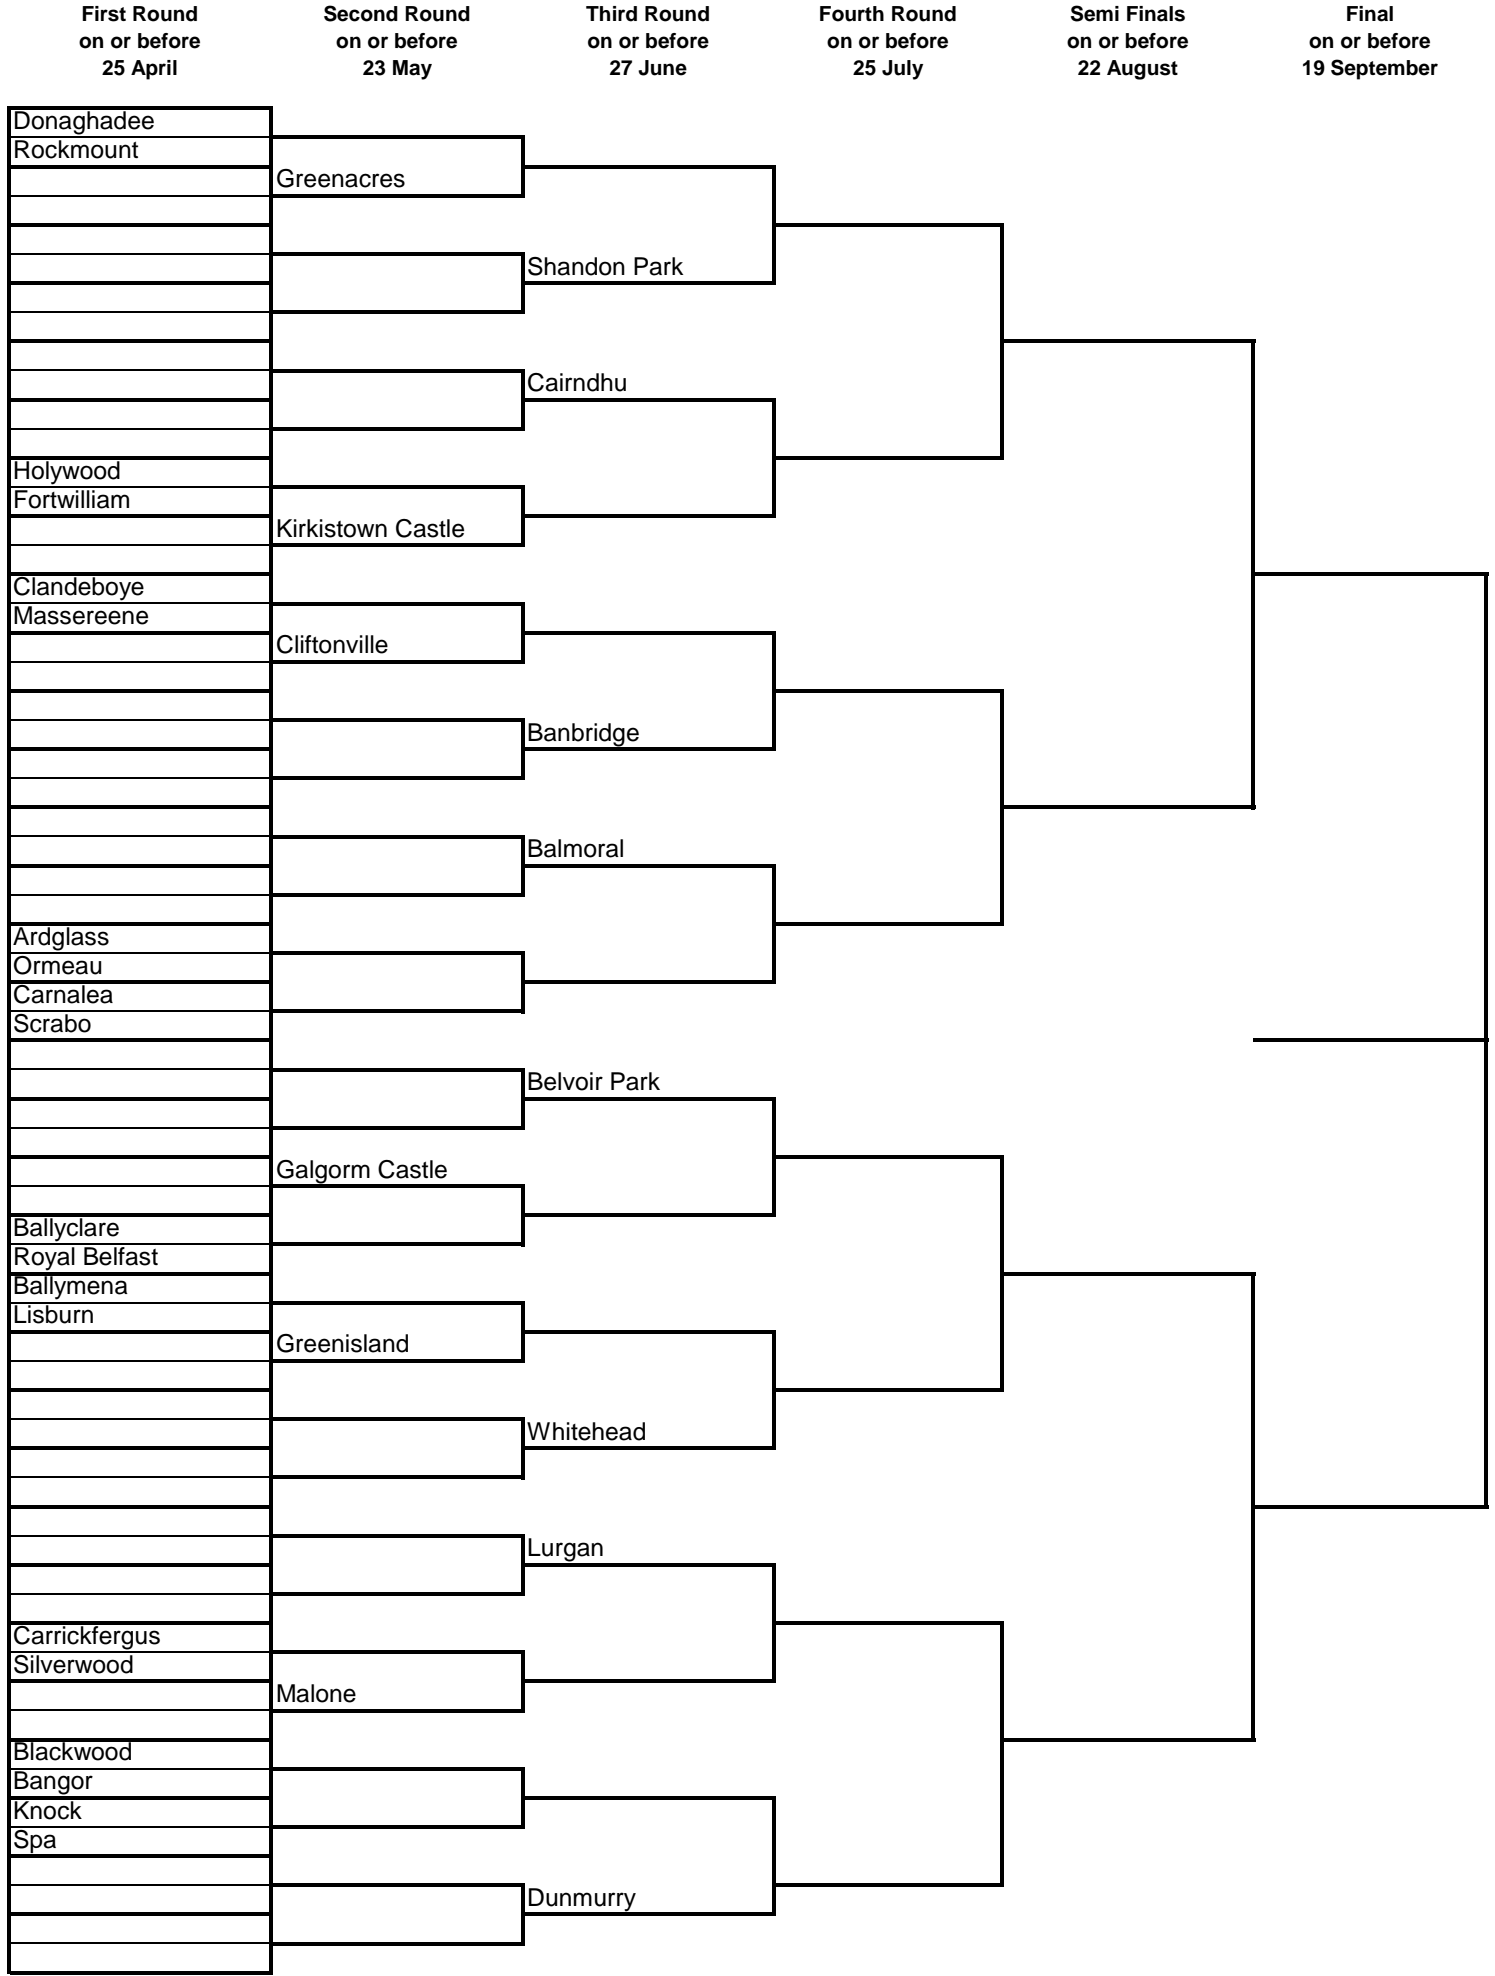 First Round
on or before
25 April
Second Round
on or before
23 May
Third Round
on or before
27 June
Fourth Round
on or before
25 July
Semi Finals
on or before
22 August
Final
on or before
19 September
Donaghadee
Rockmount
Greenacres
Shandon Park
Cairndhu
Holywood
Fortwilliam
Kirkistown Castle
Clandeboye
Massereene
Cliftonville
Banbridge
Balmoral
Ardglass
Ormeau
Carnalea
Scrabo
Belvoir Park
Galgorm Castle
Ballyclare
Royal Belfast
Ballymena
Lisburn
Greenisland
Whitehead
Lurgan
Carrickfergus
Silverwood
Malone
Blackwood
Bangor
Knock
Spa
Dunmurry